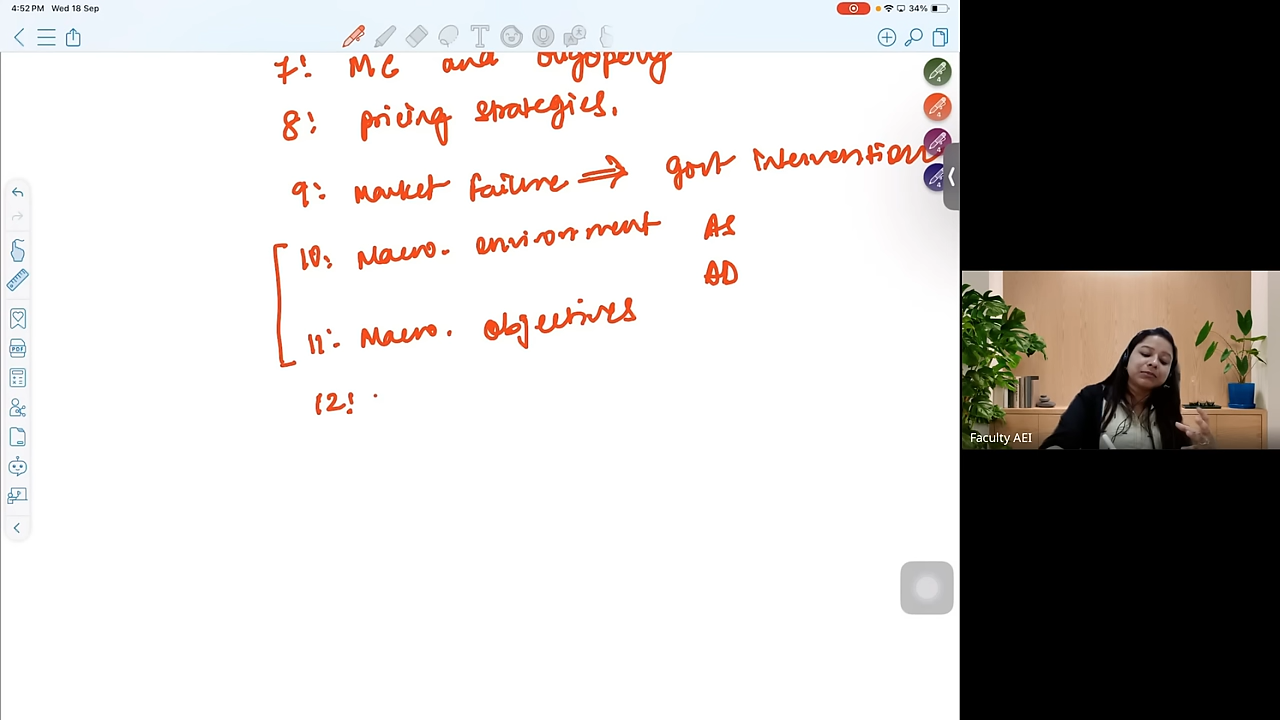 4:52 PM Wed 18 Sep
34%
7: MC and oligopoly
8: pricing strategies.
9: Market failure ⇒ govt intervention
10: Macro. environment AS
AD
11: Macro. objectives
12:
Faculty AEI